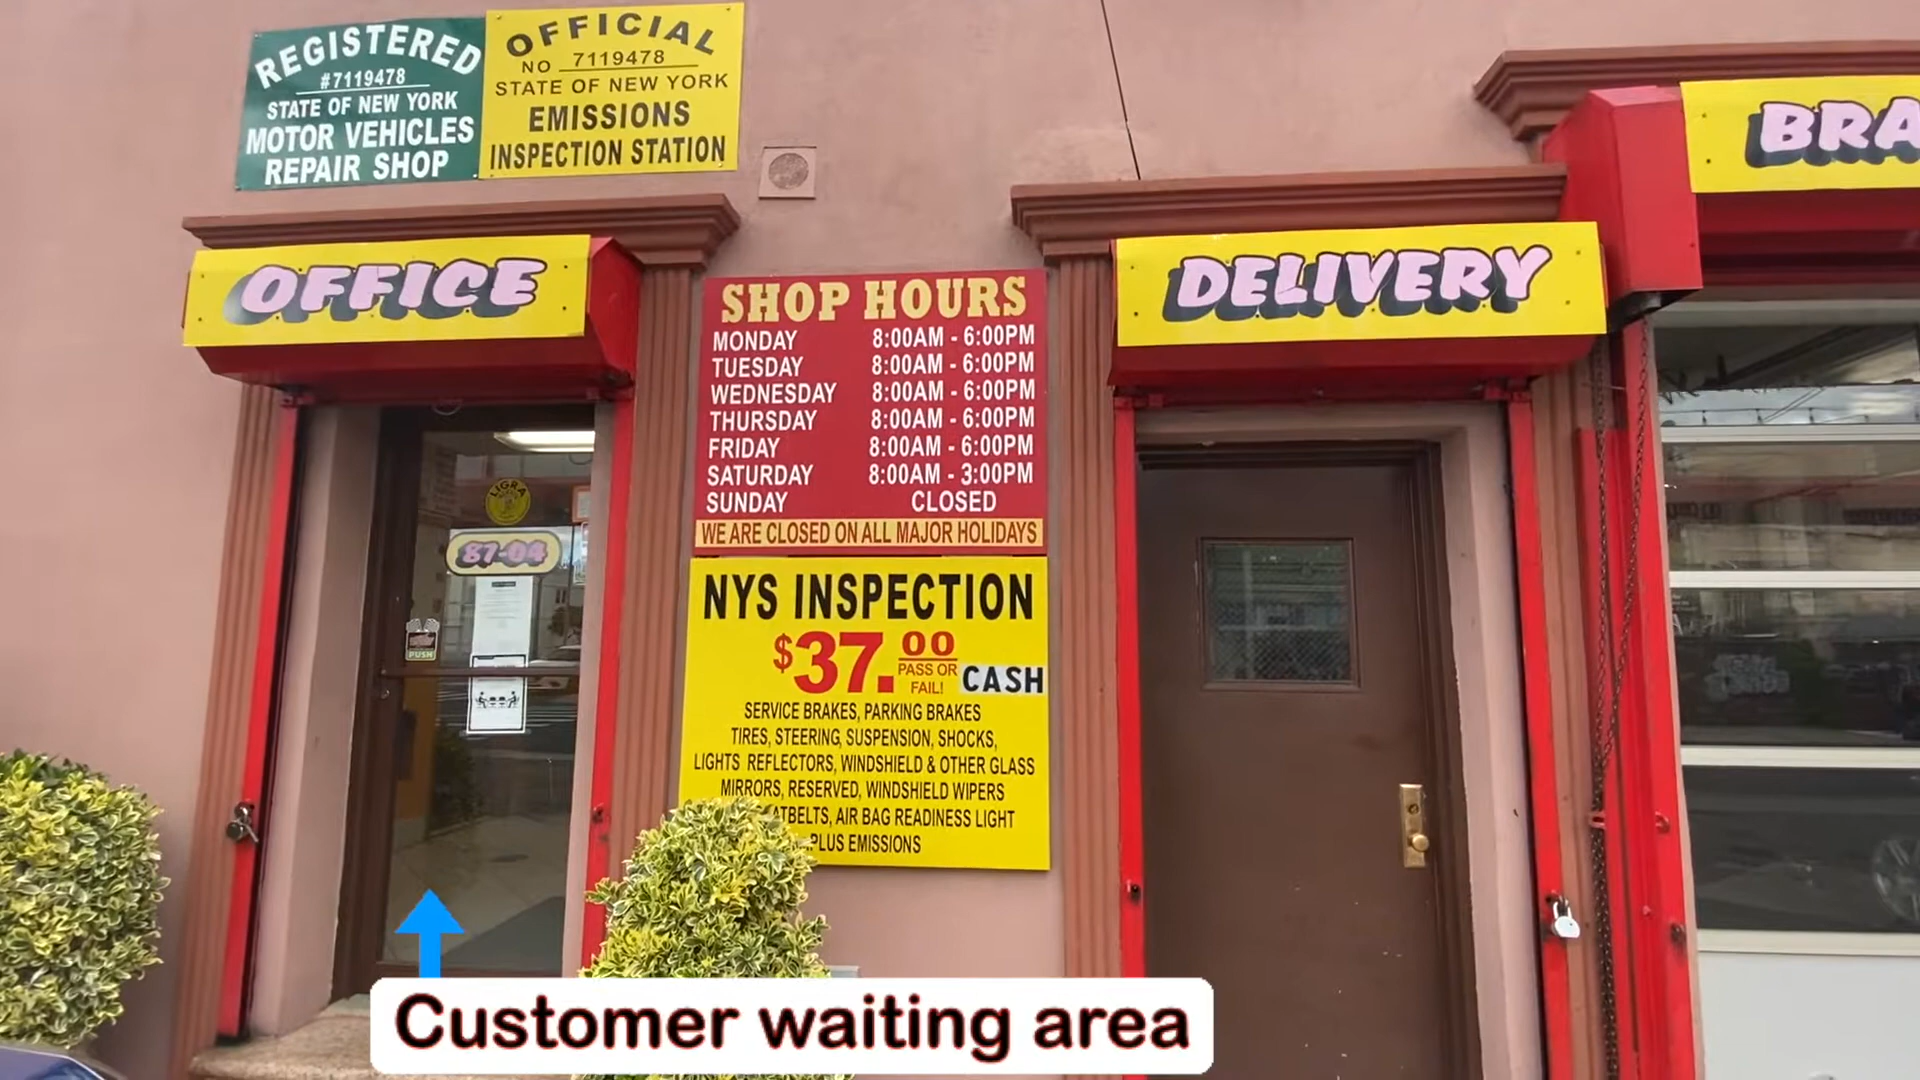 REGISTERED
#7119478
STATE OF NEW YORK
MOTOR VEHICLES
REPAIR SHOP
OFFICIAL
NO 7119478
STATE OF NEW YORK
EMISSIONS
INSPECTION STATION
OFFICE
DELIVERY
BRA
SHOP HOURS
MONDAY 8:00AM - 6:00PM
TUESDAY 8:00AM - 6:00PM
WEDNESDAY 8:00AM - 6:00PM
THURSDAY 8:00AM - 6:00PM
FRIDAY 8:00AM - 6:00PM
SATURDAY 8:00AM - 3:00PM
SUNDAY CLOSED
WE ARE CLOSED ON ALL MAJOR HOLIDAYS
LIGRA
87-04
PUSH
NYS INSPECTION
$37.00
PASS OR
FAIL!
CASH
SERVICE BRAKES, PARKING BRAKES
TIRES, STEERING, SUSPENSION, SHOCKS,
LIGHTS REFLECTORS, WINDSHIELD & OTHER GLASS
MIRRORS, RESERVED, WINDSHIELD WIPERS
ATBELTS, AIR BAG READINESS LIGHT
PLUS EMISSIONS
Customer waiting area